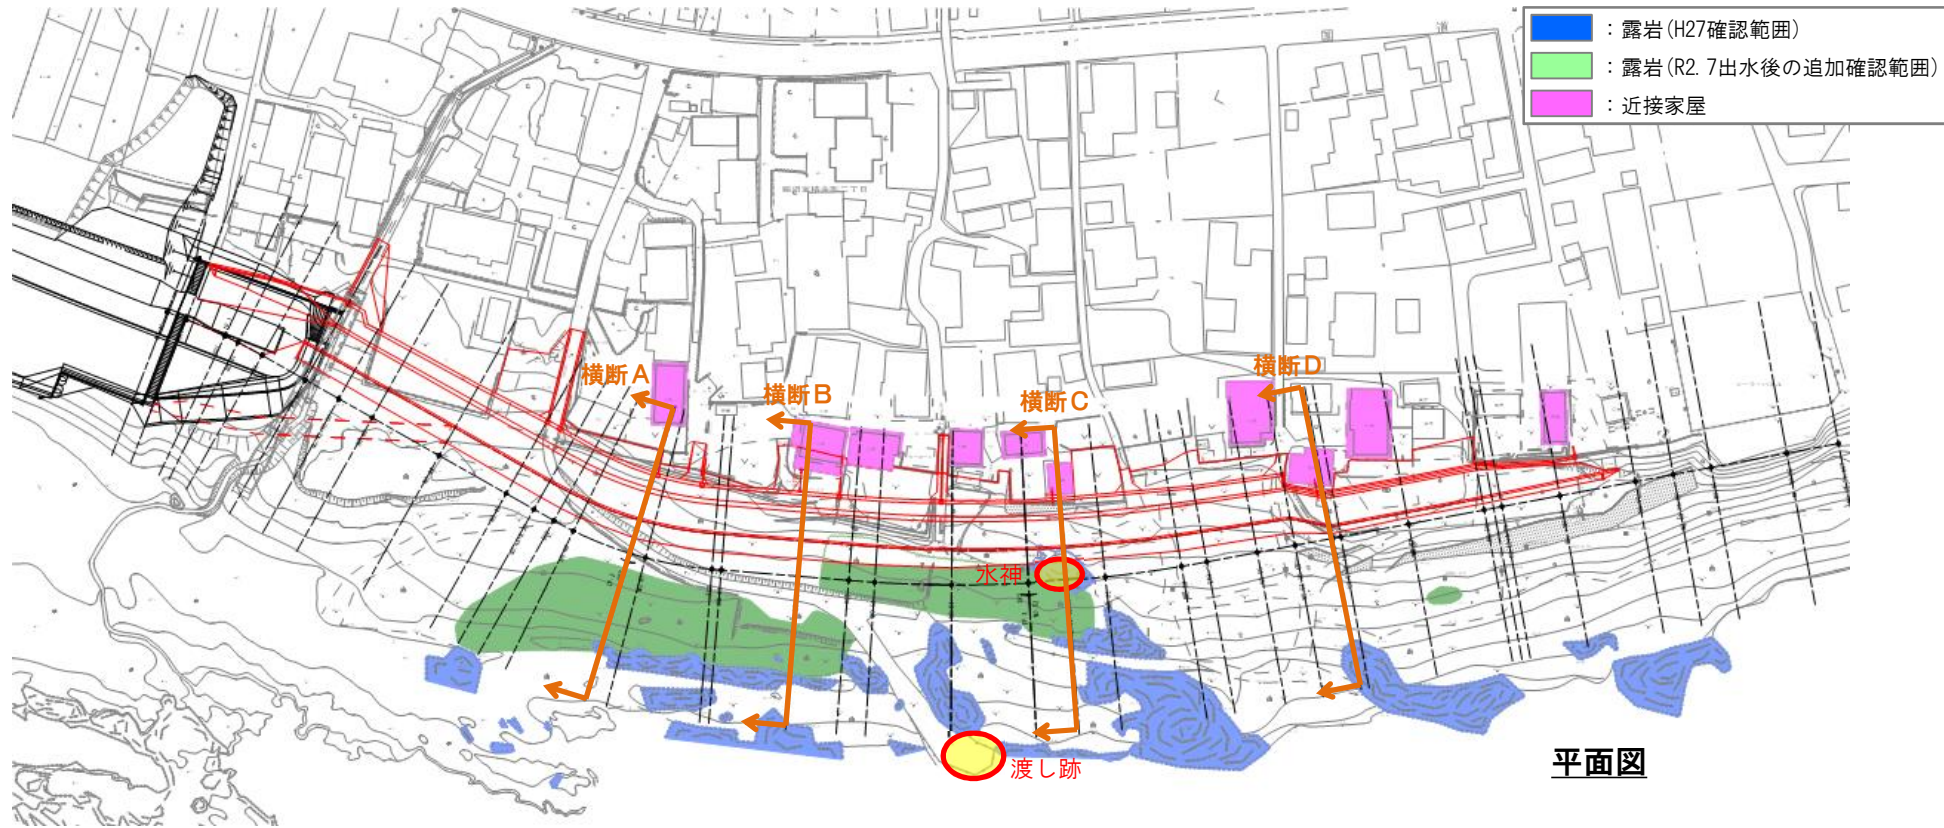 ：露岩(H27確認範囲)
：露岩(R2.7出水後の追加確認範囲)
：近接家屋
横断A
横断B
横断C
横断D
水神
渡し跡
平面図